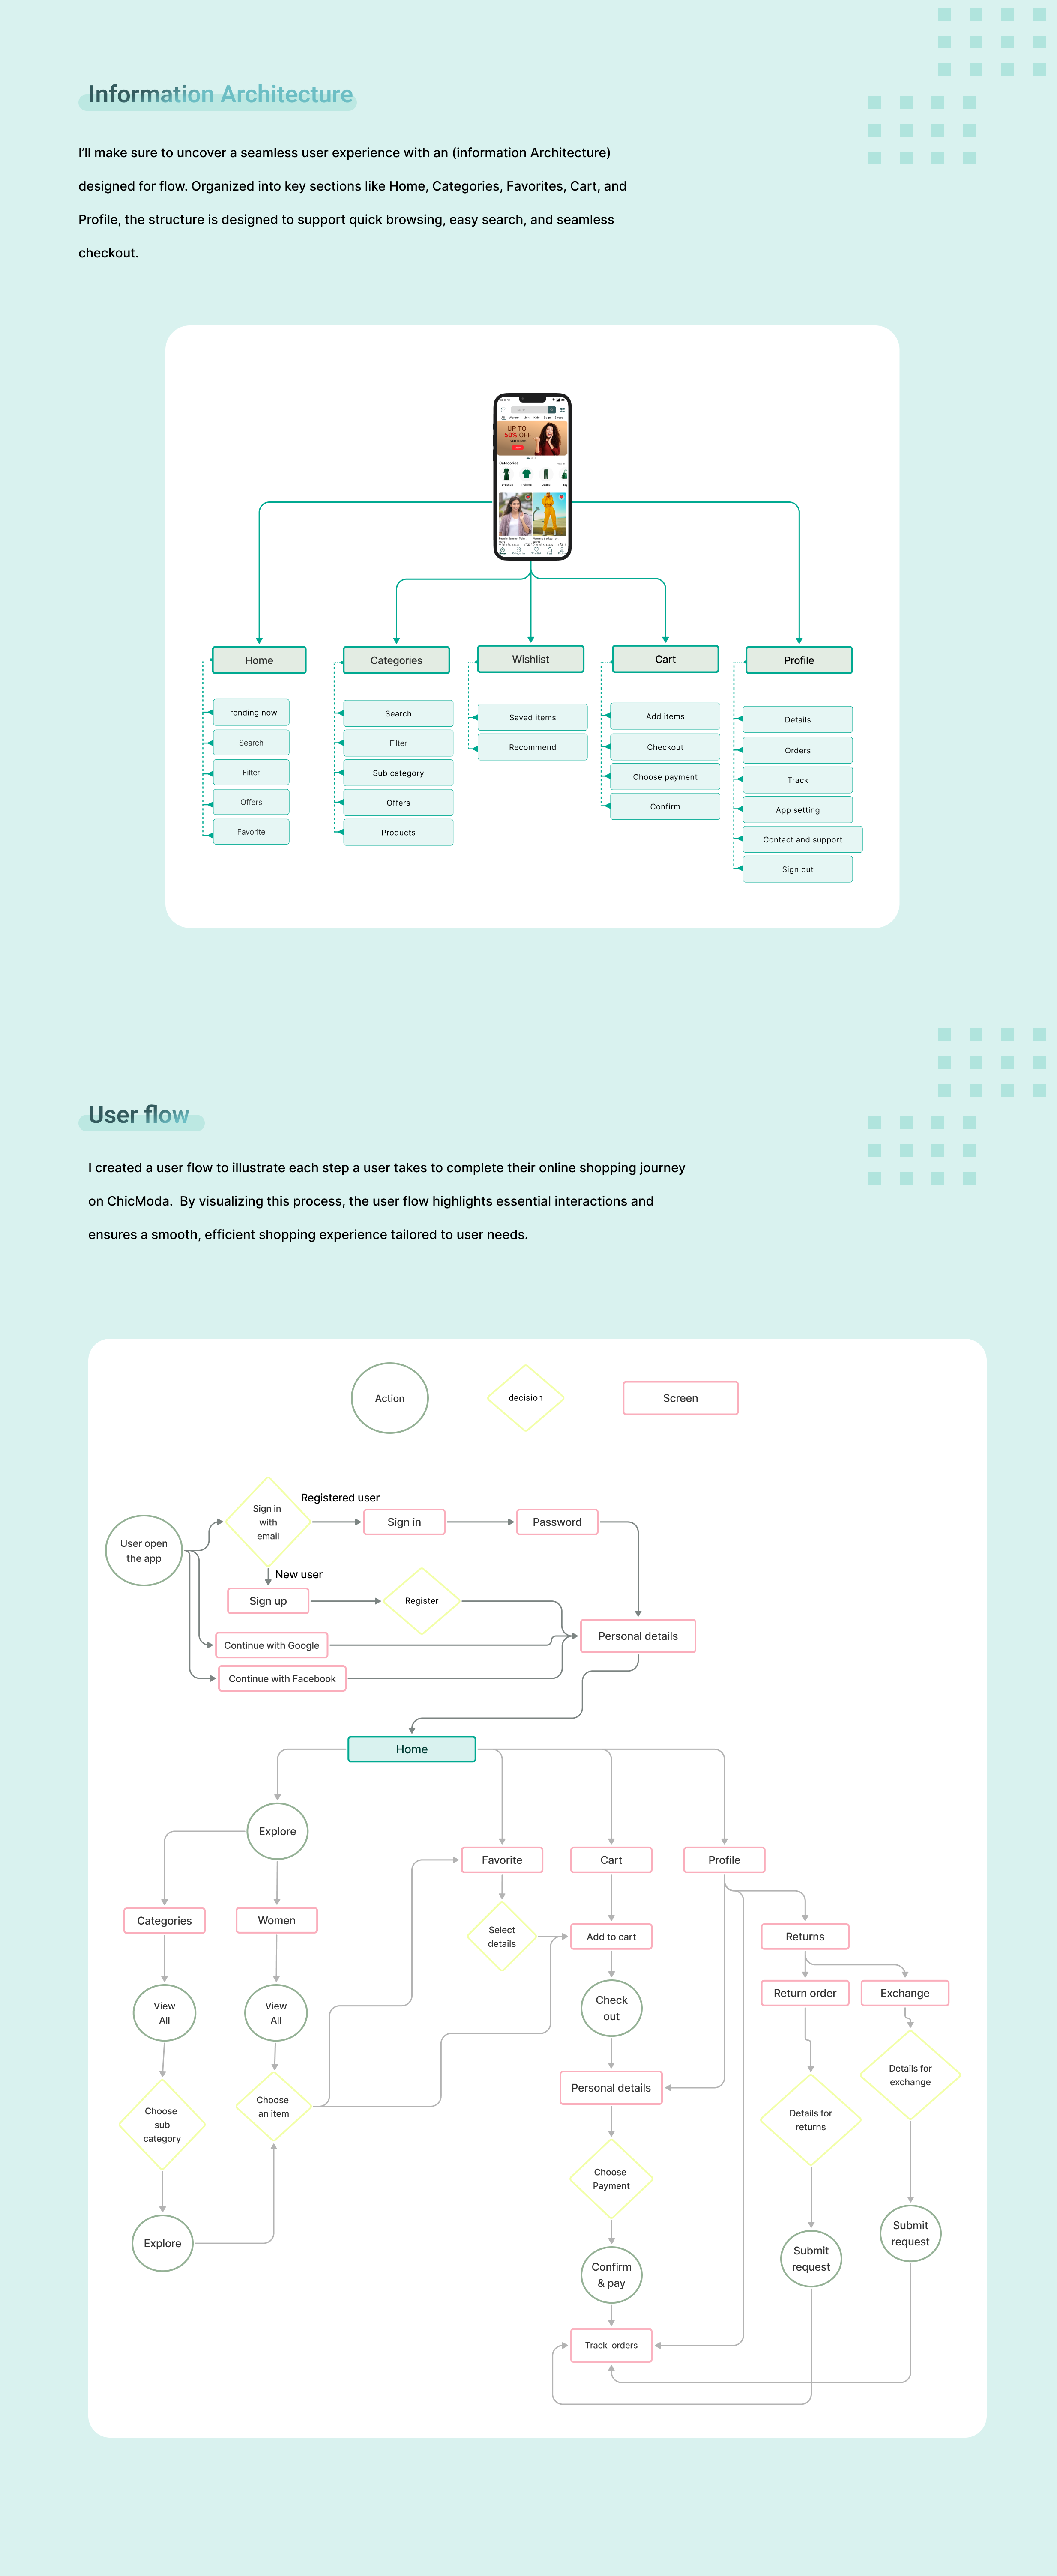 Information Architecture
I'll make sure to uncover a seamless user experience with an (information Architecture)
designed for flow. Organized into key sections like Home, Categories, Favorites, Cart, and
Profile, the structure is designed to support quick browsing, easy search, and seamless
checkout.
UP TO
50% OFF
Categories
Home
Categories
Wishlist
Cart
Profile
Trending now
Search
Filter
Offers
Favorite
Search
Filter
Sub category
Offers
Products
Saved items
Recommend
Add items
Checkout
Choose payment
Confirm
Details
Orders
Track
App setting
Contact and support
Sign out
User flow
I created a user flow to illustrate each step a user takes to complete their online shopping journey
on ChicModa.  By visualizing this process, the user flow highlights essential interactions and
ensures a smooth, efficient shopping experience tailored to user needs.
Action
decision
Screen
User open
the app
Sign in
with
email
Registered user
Sign in
Password
New user
Sign up
Register
Continue with Google
Continue with Facebook
Personal details
Home
Explore
Favorite
Cart
Profile
Categories
Women
Select
details
Add to cart
Returns
View
All
View
All
Check
out
Return order
Exchange
Choose
sub
category
Choose
an item
Personal details
Details for
returns
Details for
exchange
Choose
Payment
Explore
Confirm
& pay
Submit
request
Submit
request
Track orders